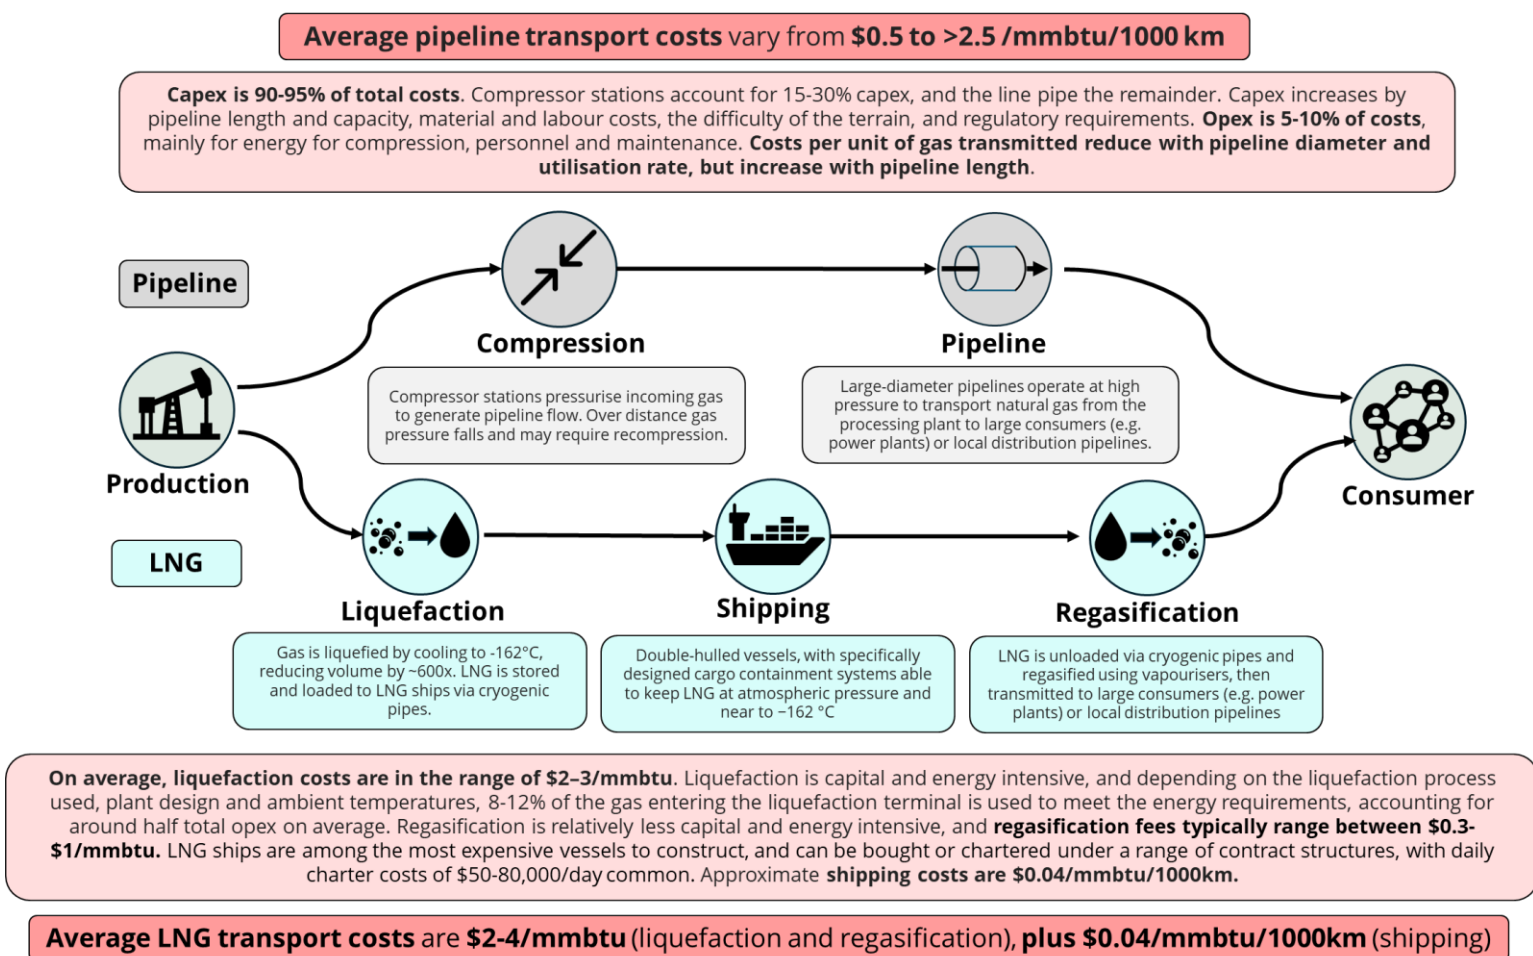 Average pipeline transport costs vary from $0.5 to >2.5 /mmbtu/1000 km
Capex is 90-95% of total costs. Compressor stations account for 15-30% capex, and the line pipe the remainder. Capex increases by
pipeline length and capacity, material and labour costs, the difficulty of the terrain, and regulatory requirements. Opex is 5-10% of costs,
mainly for energy for compression, personnel and maintenance. Costs per unit of gas transmitted reduce with pipeline diameter and
utilisation rate, but increase with pipeline length.
Pipeline
Compression
Pipeline
Compressor stations pressurise incoming gas
to generate pipeline flow. Over distance gas
pressure falls and may require recompression.
Large-diameter pipelines operate at high
pressure to transport natural gas from the
processing plant to large consumers (e.g.
power plants) or local distribution pipelines.
Production
Consumer
LNG
Liquefaction
Shipping
Regasification
Gas is liquefied by cooling to -162°C,
reducing volume by ~600x. LNG is stored
and loaded to LNG ships via cryogenic
pipes.
Double-hulled vessels, with specifically
designed cargo containment systems able
to keep LNG at atmospheric pressure and
near to −162 °C
LNG is unloaded via cryogenic pipes and
regasified using vapourisers, then
transmitted to large consumers (e.g. power
plants) or local distribution pipelines
On average, liquefaction costs are in the range of $2–3/mmbtu. Liquefaction is capital and energy intensive, and depending on the liquefaction process
used, plant design and ambient temperatures, 8-12% of the gas entering the liquefaction terminal is used to meet the energy requirements, accounting for
around half total opex on average. Regasification is relatively less capital and energy intensive, and regasification fees typically range between $0.3-
$1/mmbtu. LNG ships are among the most expensive vessels to construct, and can be bought or chartered under a range of contract structures, with daily
charter costs of $50-80,000/day common. Approximate shipping costs are $0.04/mmbtu/1000km.
Average LNG transport costs are $2-4/mmbtu (liquefaction and regasification), plus $0.04/mmbtu/1000km (shipping)